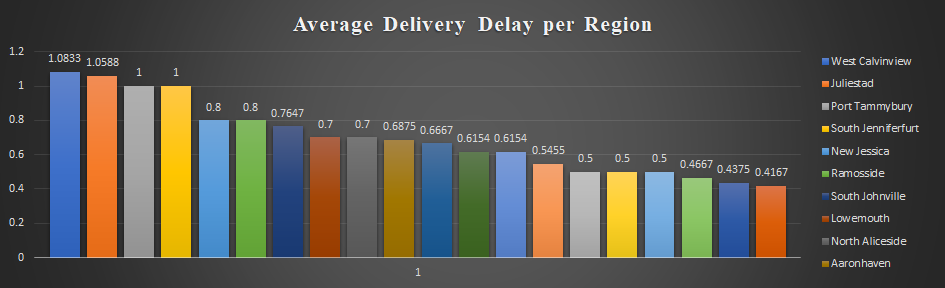 Average Delivery Delay per Region
1.2
1
0.8
0.6
0.4
0.2
0
1.0833
1.0588
1
1
0.8
0.8
0.7647
0.7
0.7
0.6875
0.6667
0.6154
0.6154
0.5455
0.5
0.5
0.5
0.4667
0.4375
0.4167
1
West Calvinview
Juliestad
Port Tammybury
South Jenniferfurt
New Jessica
Ramosside
South Johnville
Lowemouth
North Aliceside
Aaronhaven